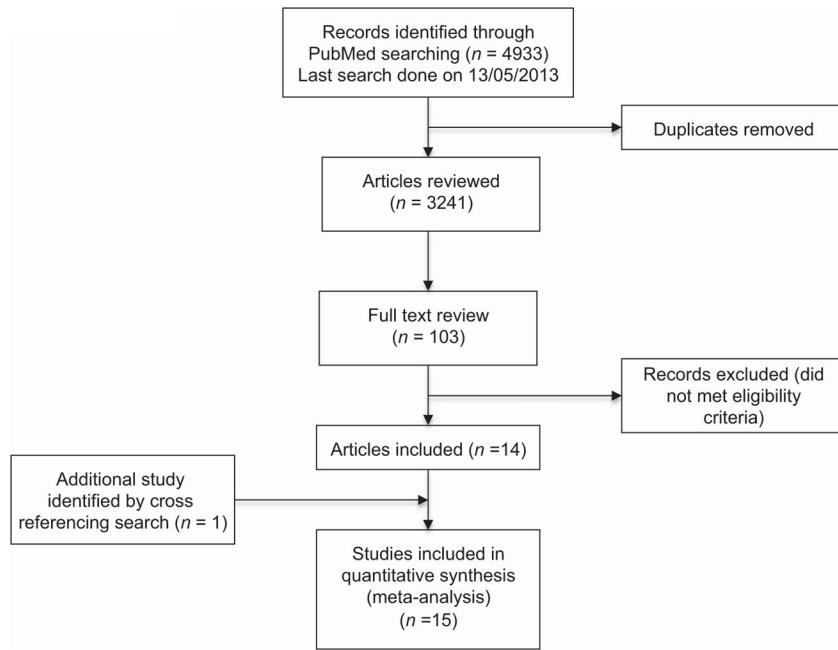 Records identified through
PubMed searching (n = 4933)
Last search done on 13/05/2013
Duplicates removed
Articles reviewed
(n = 3241)
Full text review
(n = 103)
Records excluded (did
not met eligibility
criteria)
Articles included (n =14)
Additional study
identified by cross
referencing search (n = 1)
Studies included in
quantitative synthesis
(meta-analysis)
(n =15)